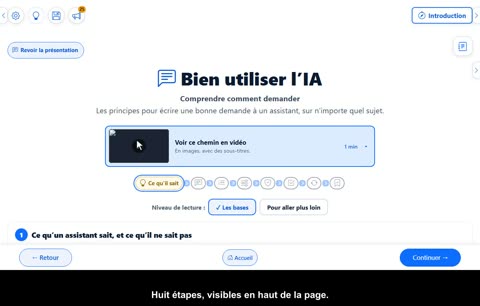 25
Introduction
Revoir la présentation
Bien utiliser l'IA
Comprendre comment demander
Les principes pour écrire une bonne demande à un assistant, sur n'importe quel sujet.
Voir ce chemin en vidéo
En images, avec des sous-titres.
1 min
Ce qu'il sait
Niveau de lecture :
✓ Les bases
Pour aller plus loin
1 Ce qu'un assistant sait, et ce qu'il ne sait pas
← Retour
Accueil
Continuer →
Huit étapes, visibles en haut de la page.